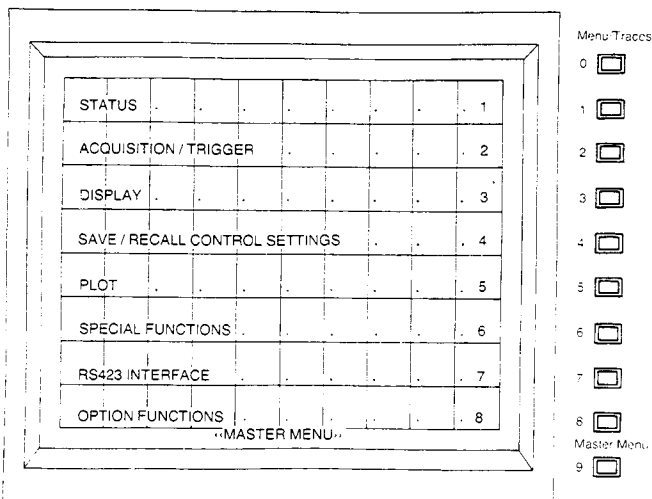 Menu Traces
0
STATUS . . . . . . . . 1
1
ACQUISITION / TRIGGER . . . . . 2
2
DISPLAY . . . . . . . . 3
3
SAVE / RECALL CONTROL SETTINGS . . 4
4
PLOT . . . . . . . . 5
5
SPECIAL FUNCTIONS . . . . . . 6
6
RS423 INTERFACE . . . . . . 7
7
OPTION FUNCTIONS . . . . . . 8
8
‹‹MASTER MENU››
Master Menu
9